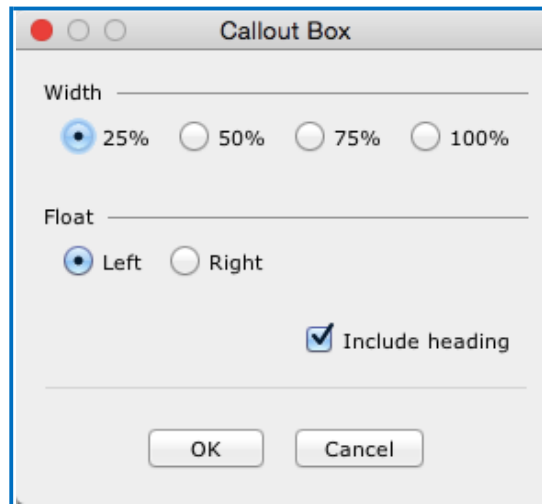 Callout Box
Width
25% 50% 75% 100%
Float
Left Right
Include heading
OK Cancel